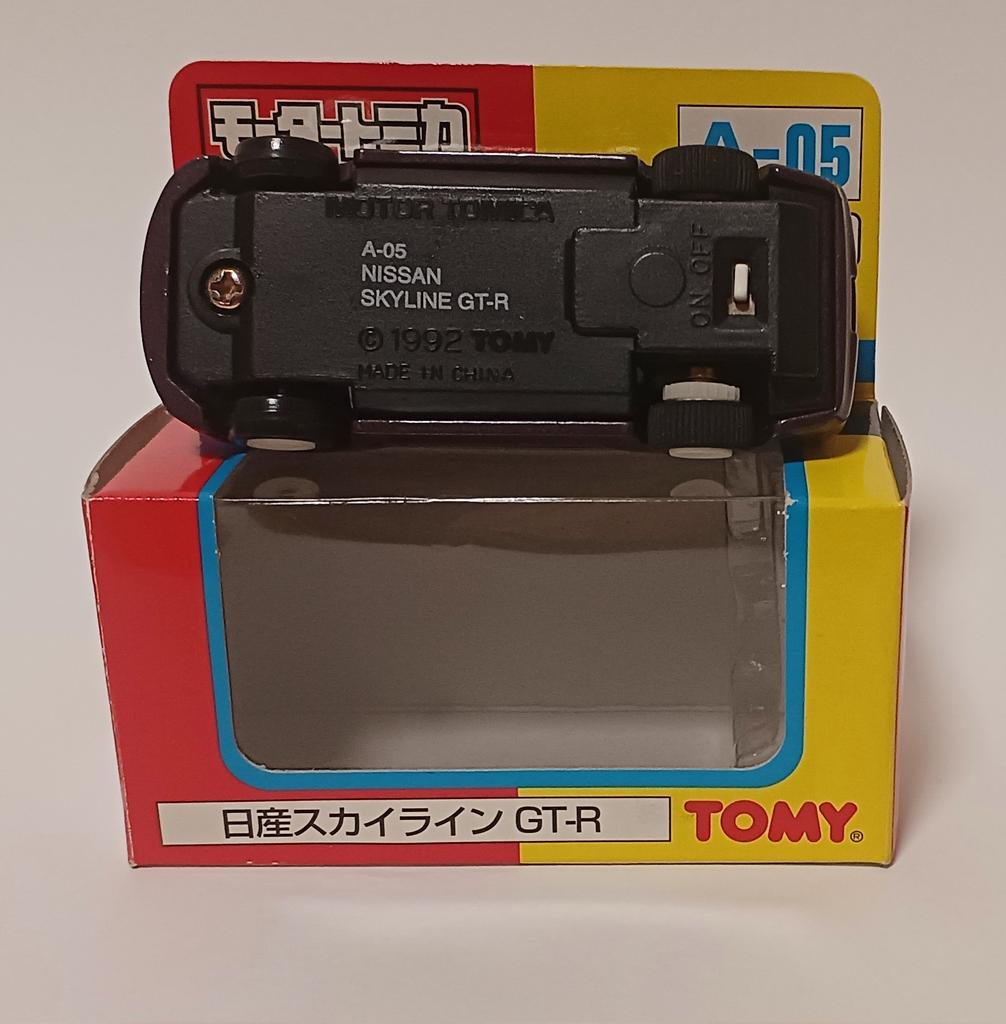 モータートミカ
A-05
MOTOR TOMICA
A-05
NISSAN
SKYLINE GT-R
© 1992 TOMY
MADE IN CHINA
ON OFF
日産スカイライン GT-R
TOMY®